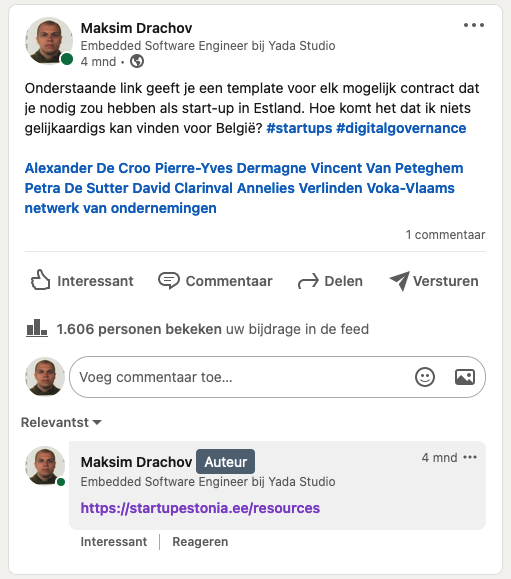 Maksim Drachov
Embedded Software Engineer bij Yada Studio
4 mnd •
Onderstaande link geeft je een template voor elk mogelijk contract dat
je nodig zou hebben als start-up in Estland. Hoe komt het dat ik niets
gelijkaardigs kan vinden voor België? #startups #digitalgovernance
Alexander De Croo Pierre-Yves Dermagne Vincent Van Peteghem
Petra De Sutter David Clarinval Annelies Verlinden Voka-Vlaams
netwerk van ondernemingen
1 commentaar
Interessant Commentaar Delen Versturen
1.606 personen bekeken uw bijdrage in de feed
Voeg commentaar toe...
Relevantst
Maksim Drachov Auteur 4 mnd
Embedded Software Engineer bij Yada Studio
https://startupestonia.ee/resources
Interessant Reageren